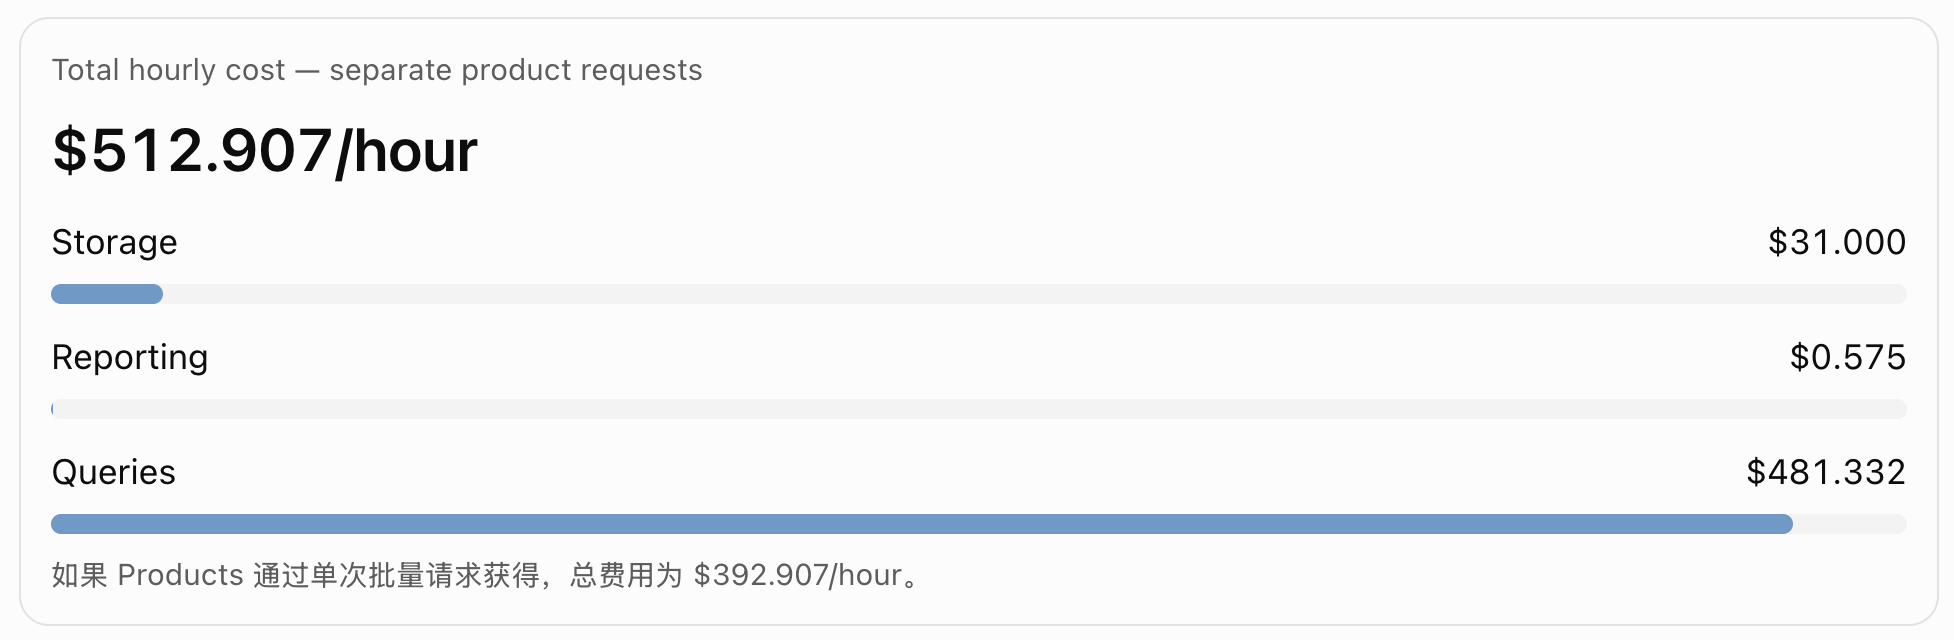 Total hourly cost — separate product requests
$512.907/hour
Storage $31.000
Reporting $0.575
Queries $481.332
如果 Products 通过单次批量请求获得，总费用为 $392.907/hour。